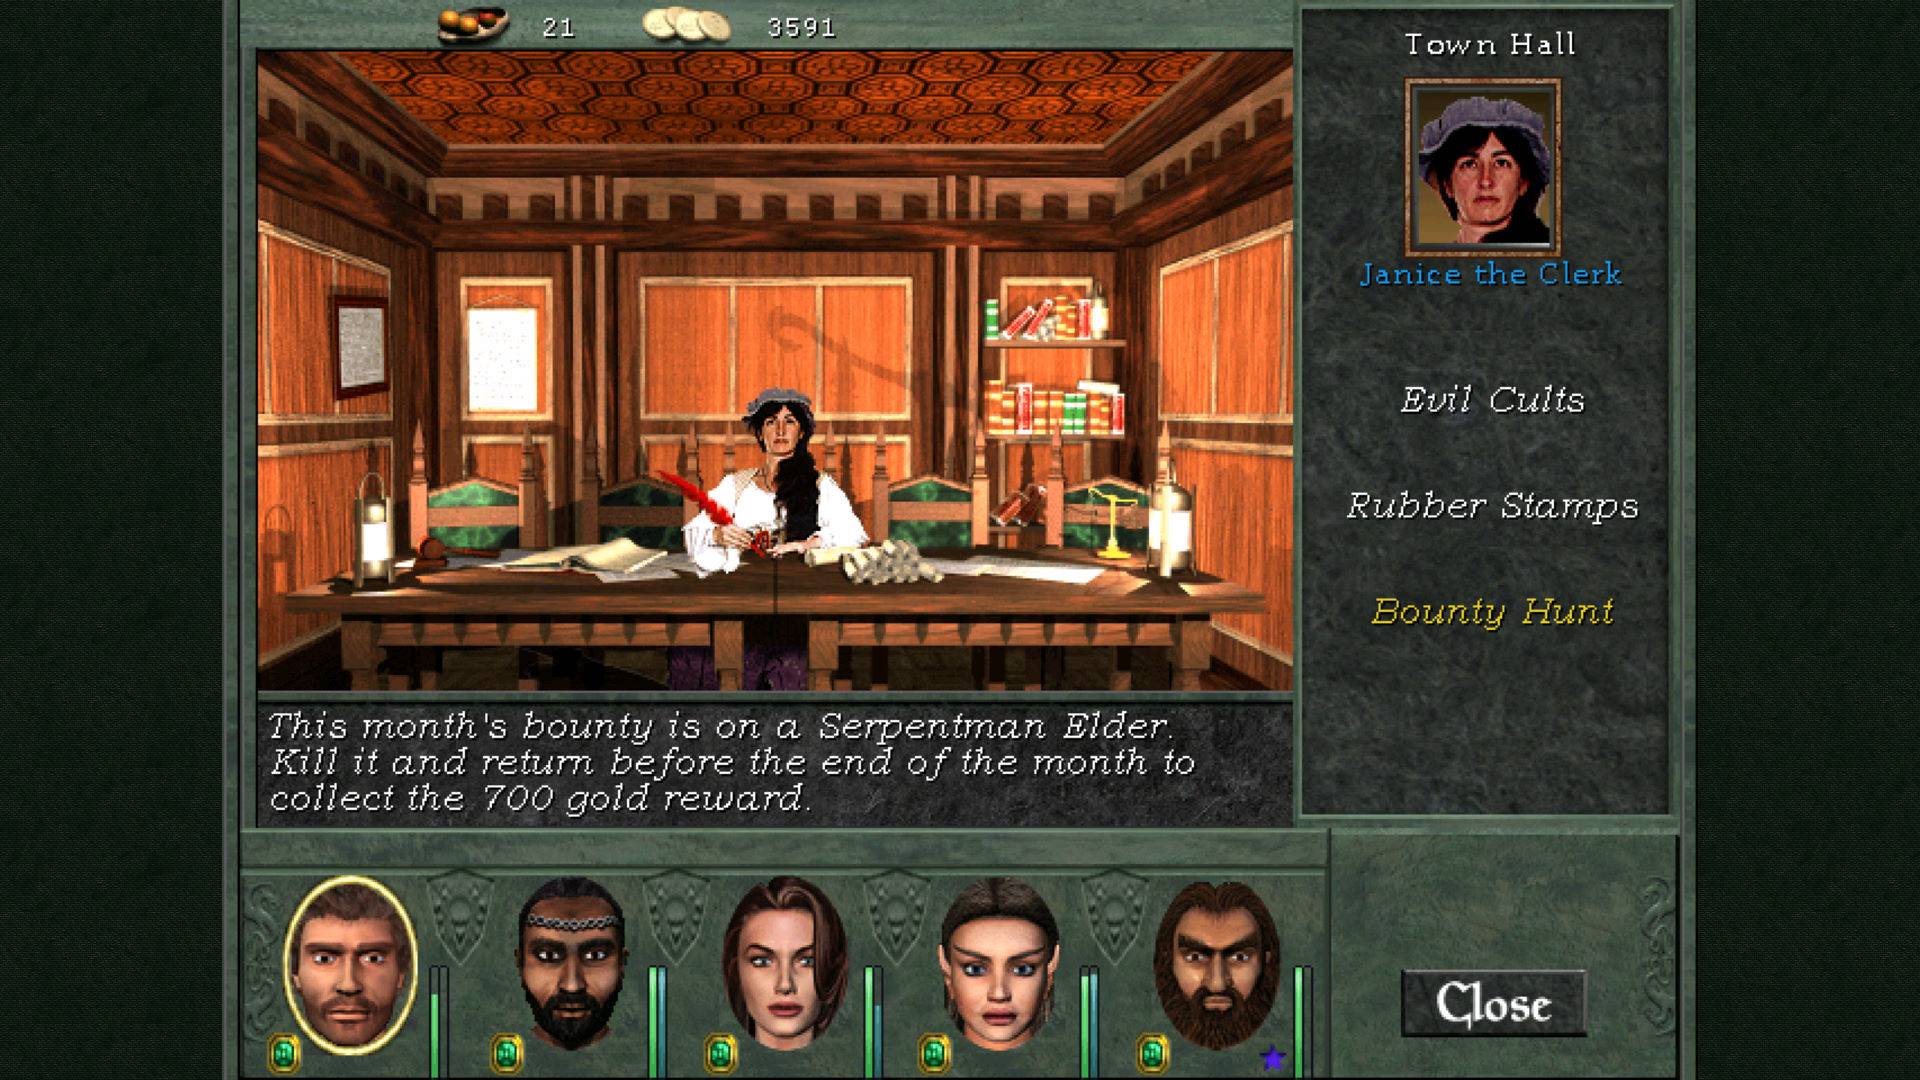 21 3591
Town Hall
Janice the Clerk
Evil Cults
Rubber Stamps
Bounty Hunt
This month's bounty is on a Serpentman Elder.
Kill it and return before the end of the month to
collect the 700 gold reward.
Close